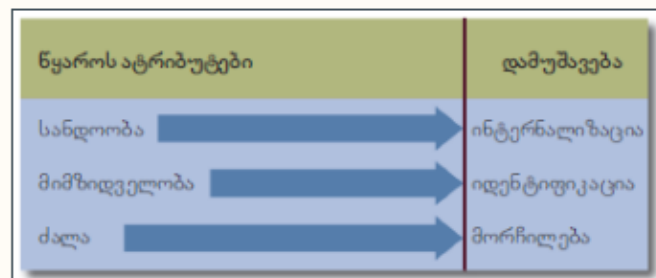 წყაროს ატრიბუტები დამუშავება
სანდოობა ინტერნალიზაცია
მიმზიდველობა იდენტიფიკაცია
ძალა მორჩილება